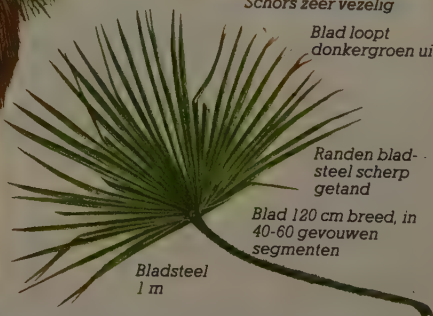 Schors zeer vezelig
Blad loopt
donkergroen ui
Randen blad-
steel scherp
getand
Blad 120 cm breed, in
40-60 gevouwen
segmenten
Bladsteel
1 m